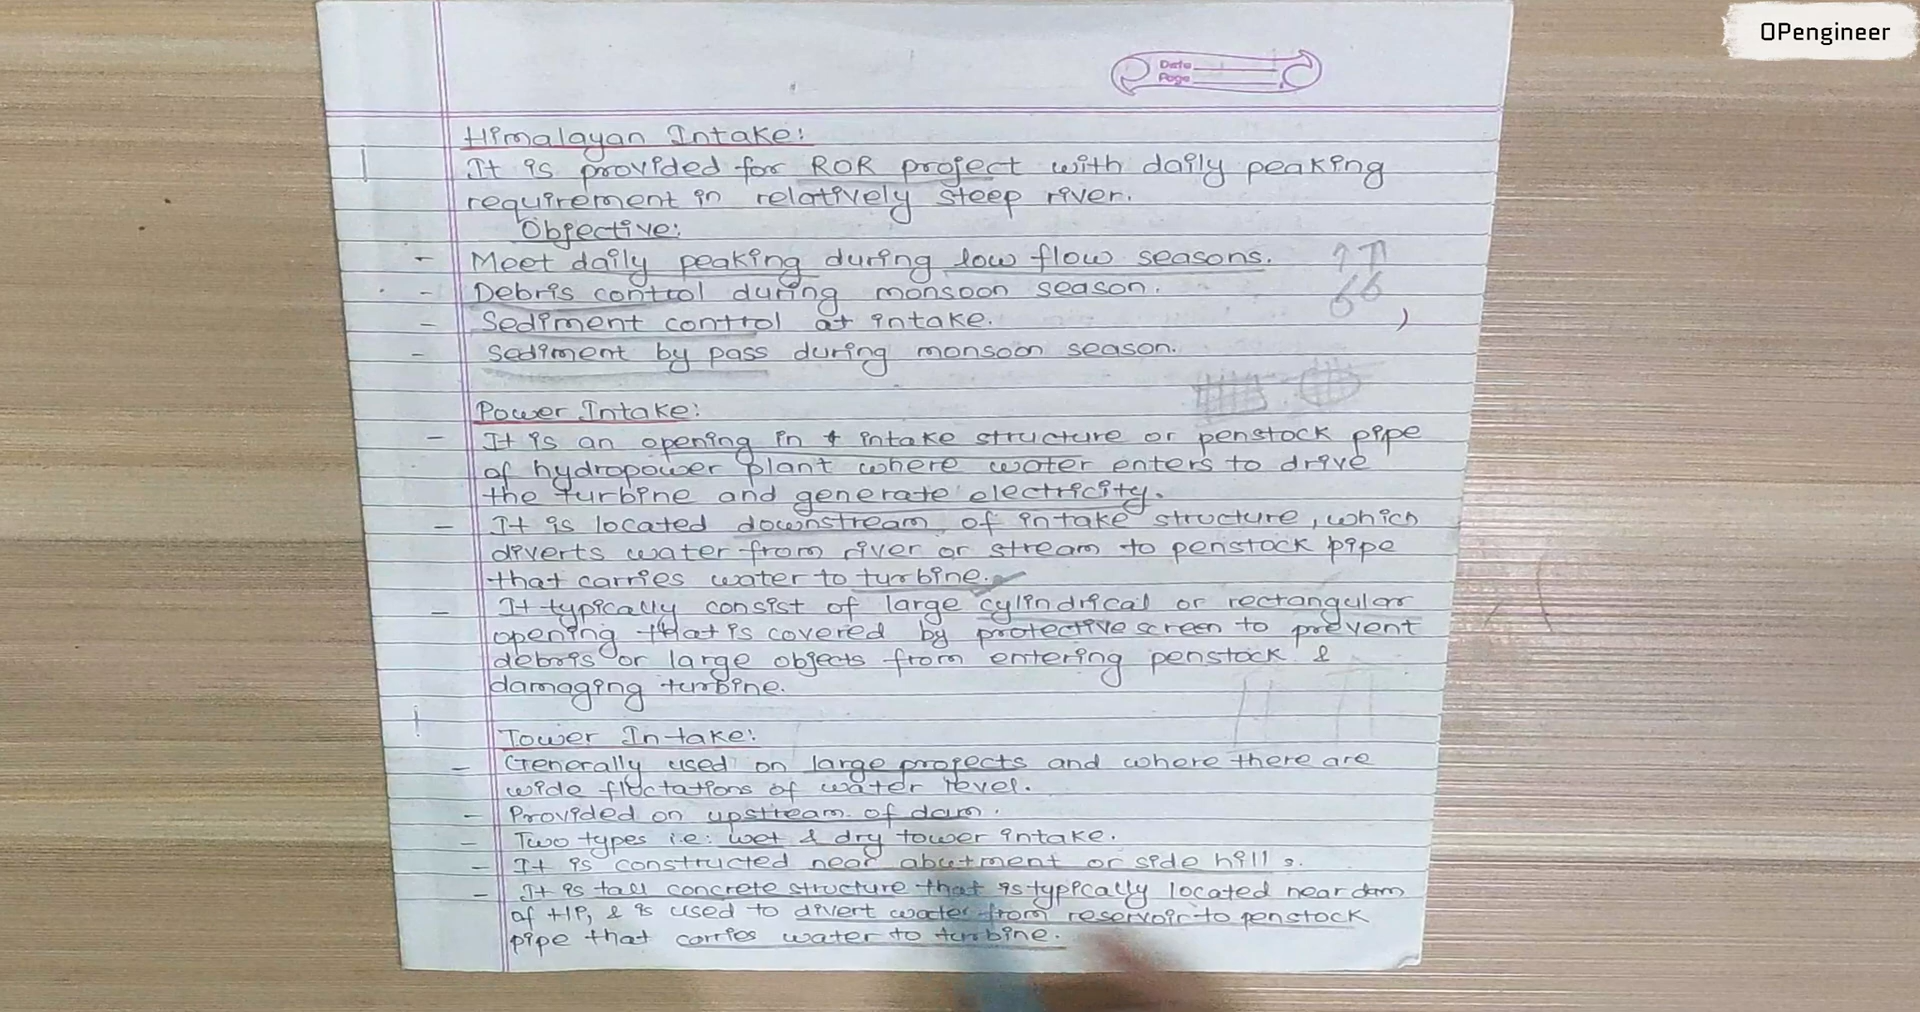 OPengineer
Date
Page
Himalayan Intake:
It is provided for ROR project with daily peaking
requirement in relatively steep river.
Objective:
- Meet daily peaking during low flow seasons.
- Debris control during monsoon season.
- Sediment control at intake.
- Sediment by pass during monsoon season.
Power Intake:
- It is an opening in intake structure or penstock pipe
of hydropower plant where water enters to drive
the turbine and generate electricity.
- It is located downstream of intake structure, which
diverts water from river or stream to penstock pipe
that carries water to turbine.
- It typically consist of large cylindrical or rectangular
opening that is covered by protective screen to prevent
debris or large objects from entering penstock &
damaging turbine.
Tower Intake:
- Generally used on large projects and where there are
wide fluctations of water level.
- Provided on upstream of dam.
- Two types i.e: wet & dry tower intake.
- It is constructed near abutment or side hills.
- It is tall concrete structure that is typically located near dam
of HP, & is used to divert water from reservoir to penstock
pipe that carries water to turbine.